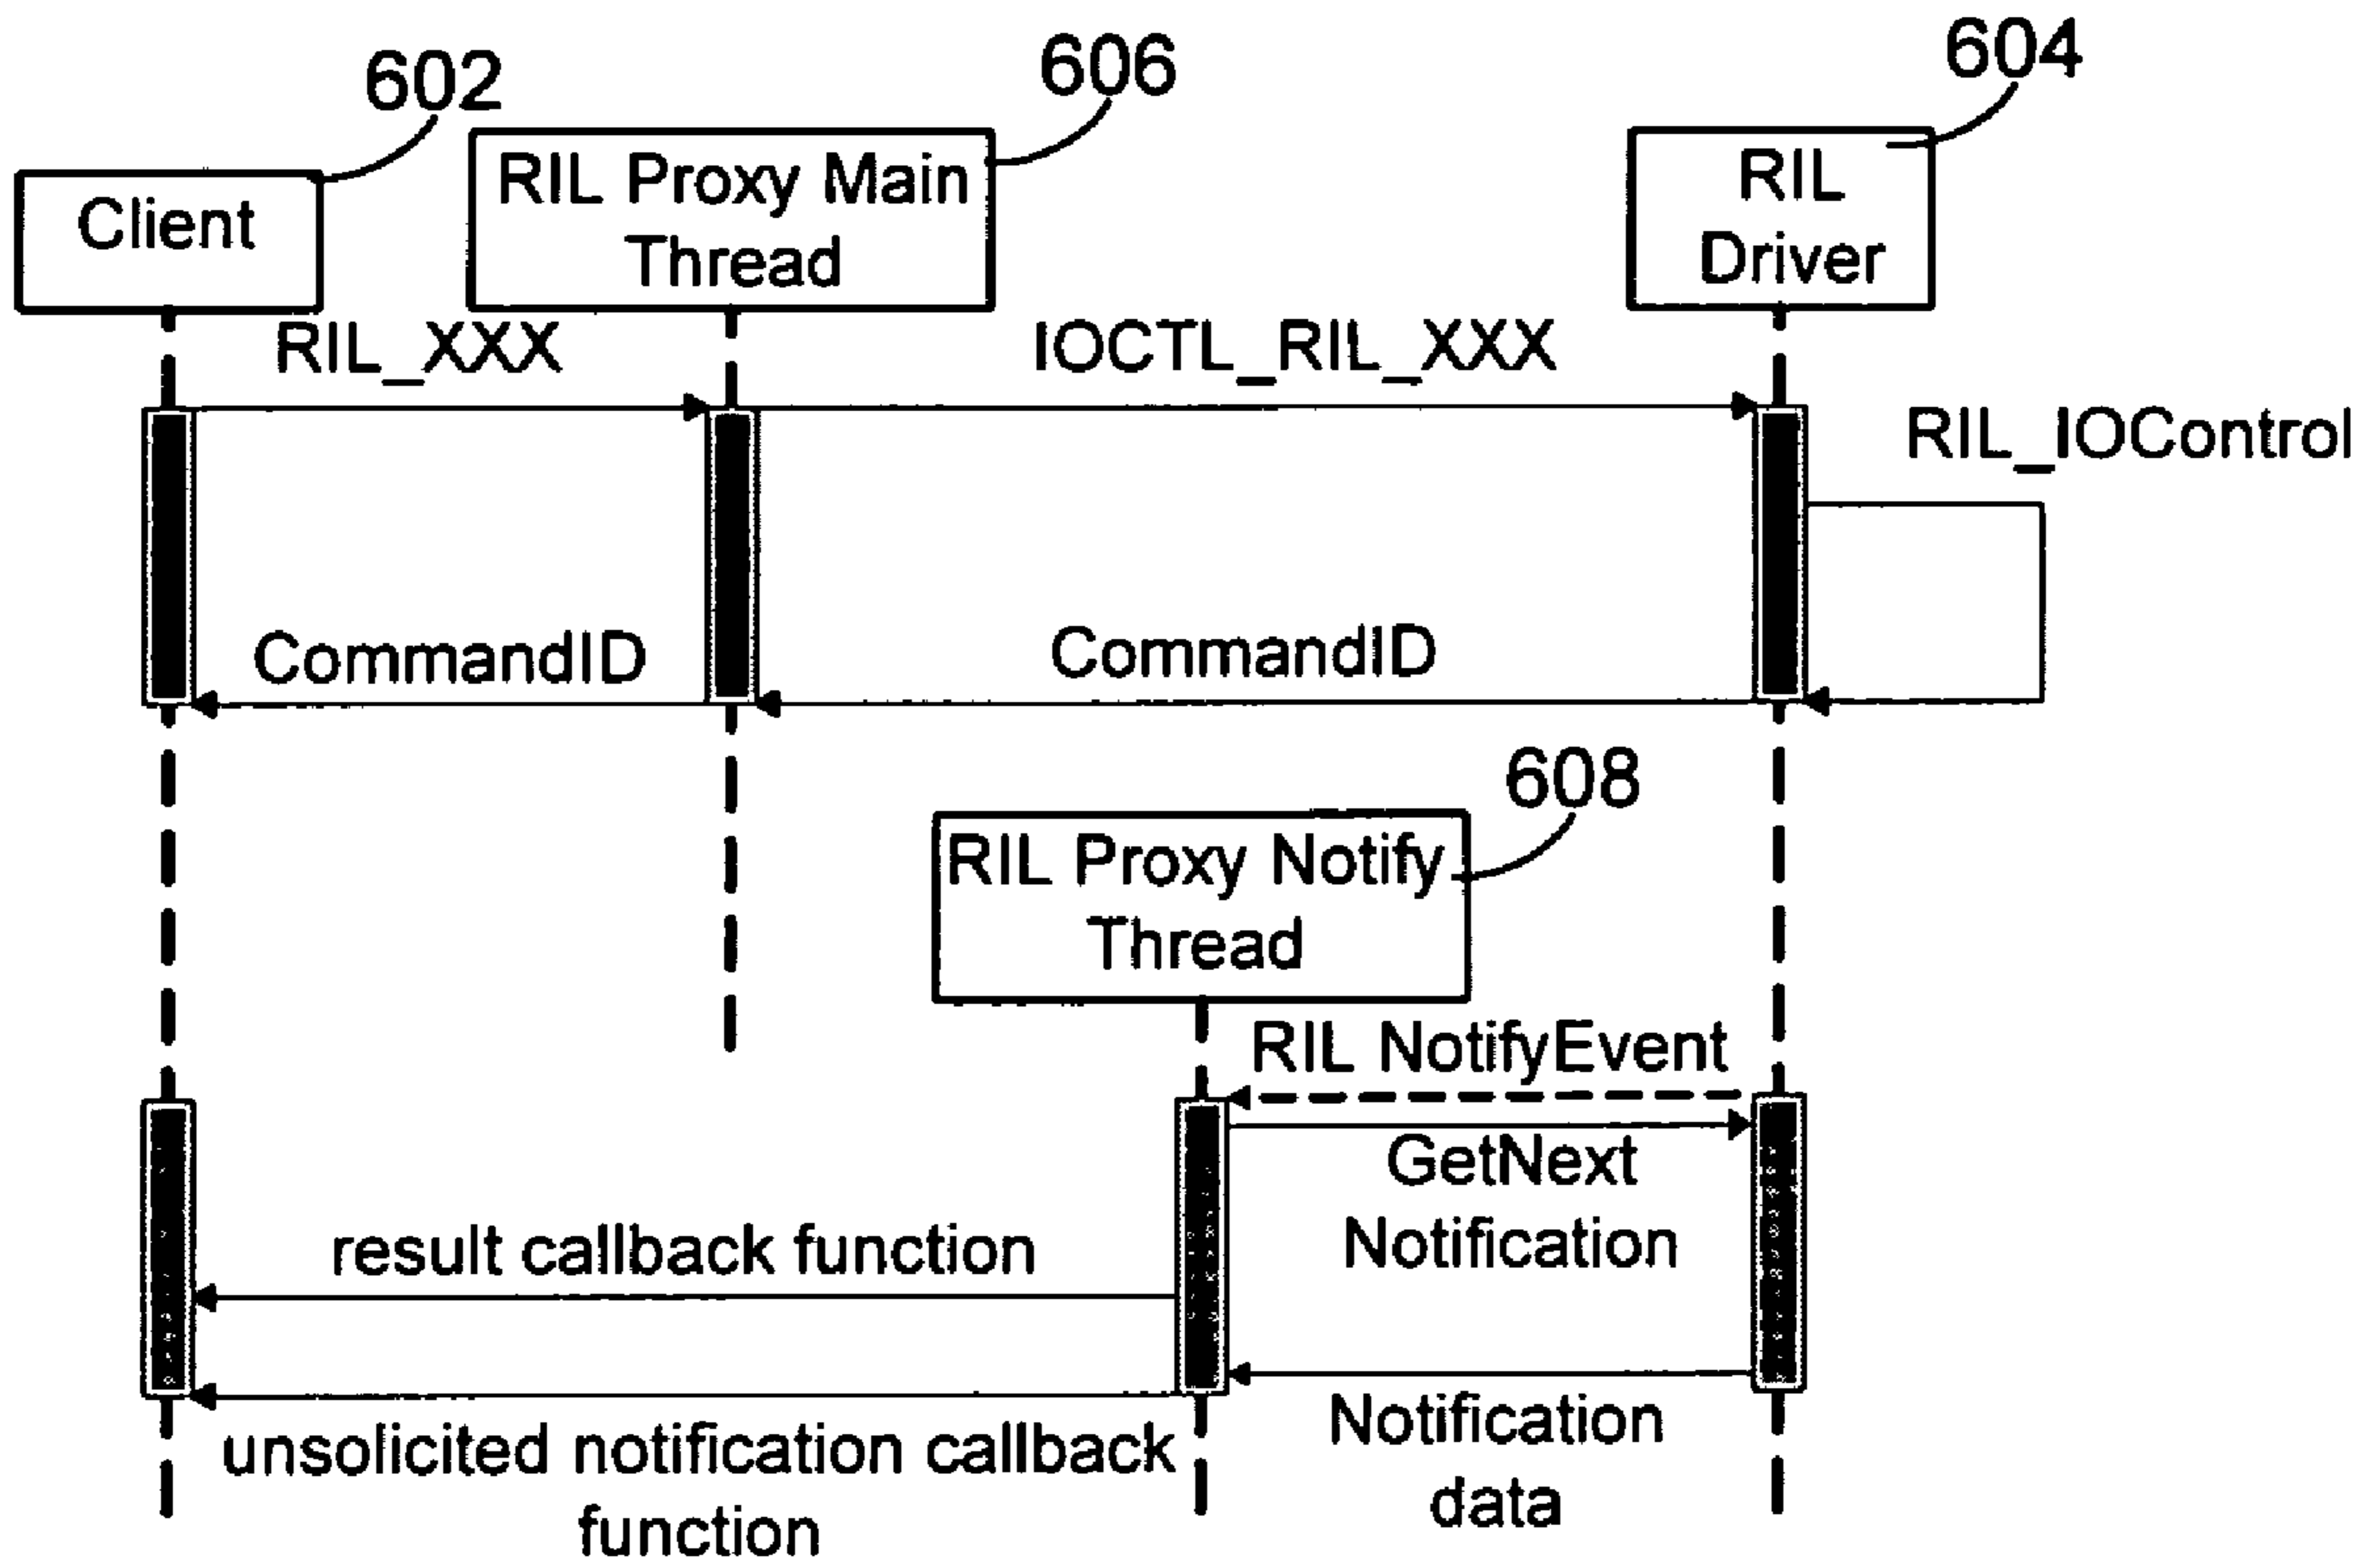 602
606
604
Client
RIL Proxy Main
Thread
RIL
Driver
RIL_XXX
IOCTL_RIL_XXX
RIL_IOControl
CommandID
CommandID
608
RIL Proxy Notify
Thread
RIL NotifyEvent
GetNext
Notification
result callback function
Notification
data
unsolicited notification callback
function